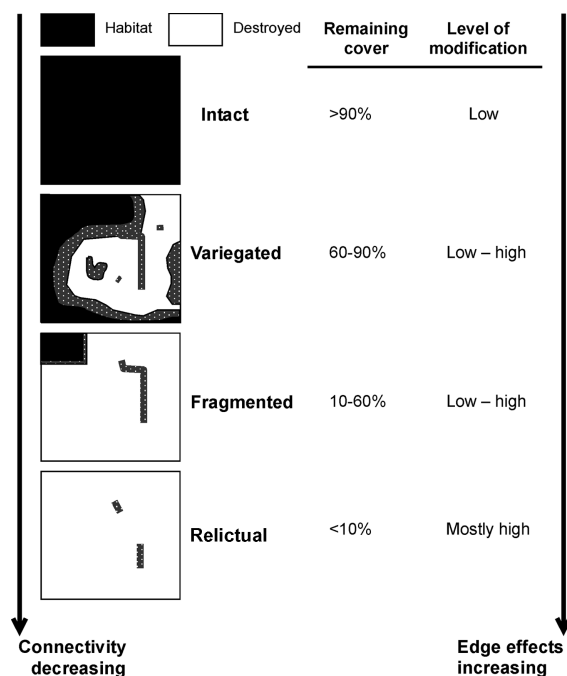 Habitat Destroyed Remaining cover Level of modification
Intact >90% Low
Variegated 60-90% Low – high
Fragmented 10-60% Low – high
Relictual <10% Mostly high
Connectivity decreasing Edge effects increasing